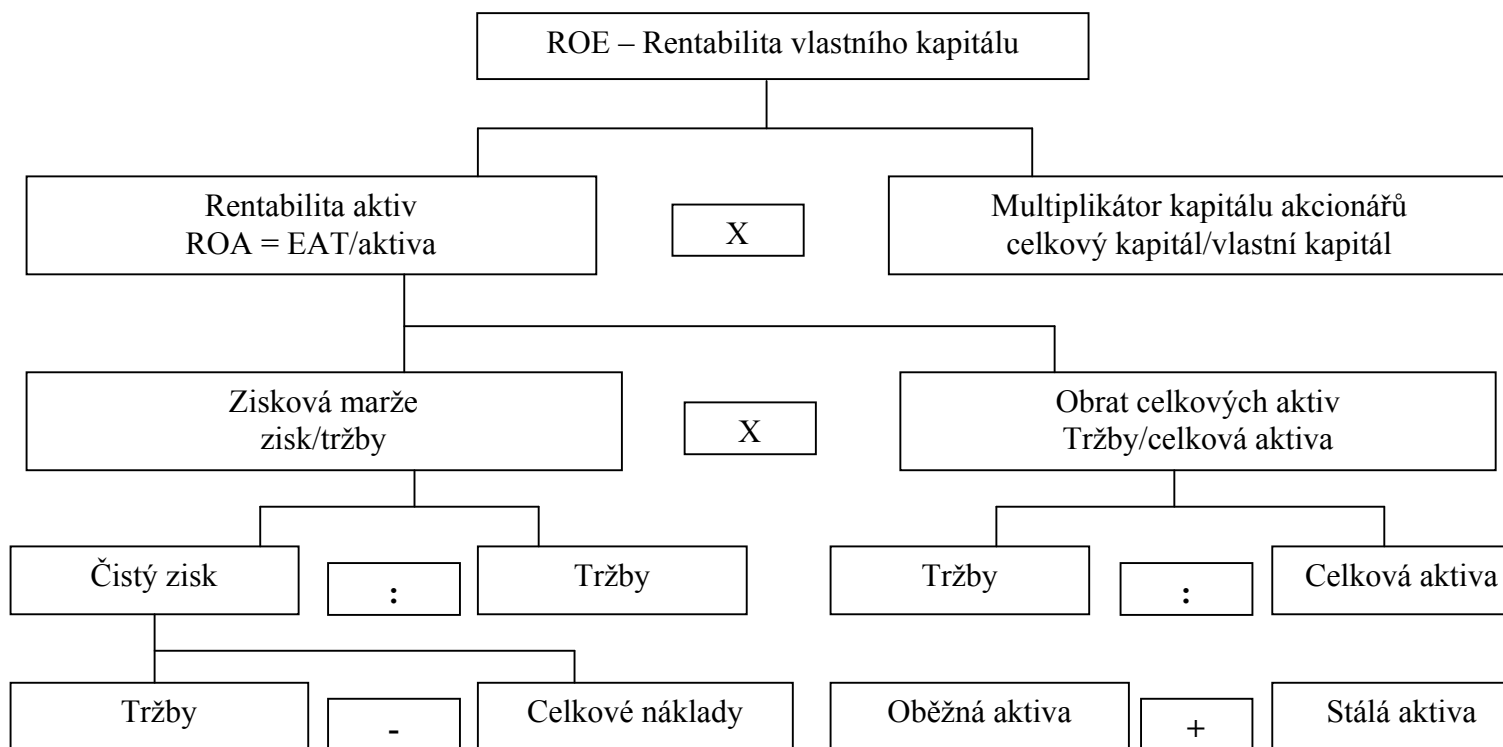 ROE – Rentabilita vlastního kapitálu
Rentabilita aktiv
ROA = EAT/aktiva
X
Multiplikátor kapitálu akcionářů
celkový kapitál/vlastní kapitál
Zisková marže
zisk/tržby
X
Obrat celkových aktiv
Tržby/celková aktiva
Čistý zisk
:
Tržby
Tržby
:
Celková aktiva
Tržby
-
Celkové náklady
Oběžná aktiva
+
Stálá aktiva